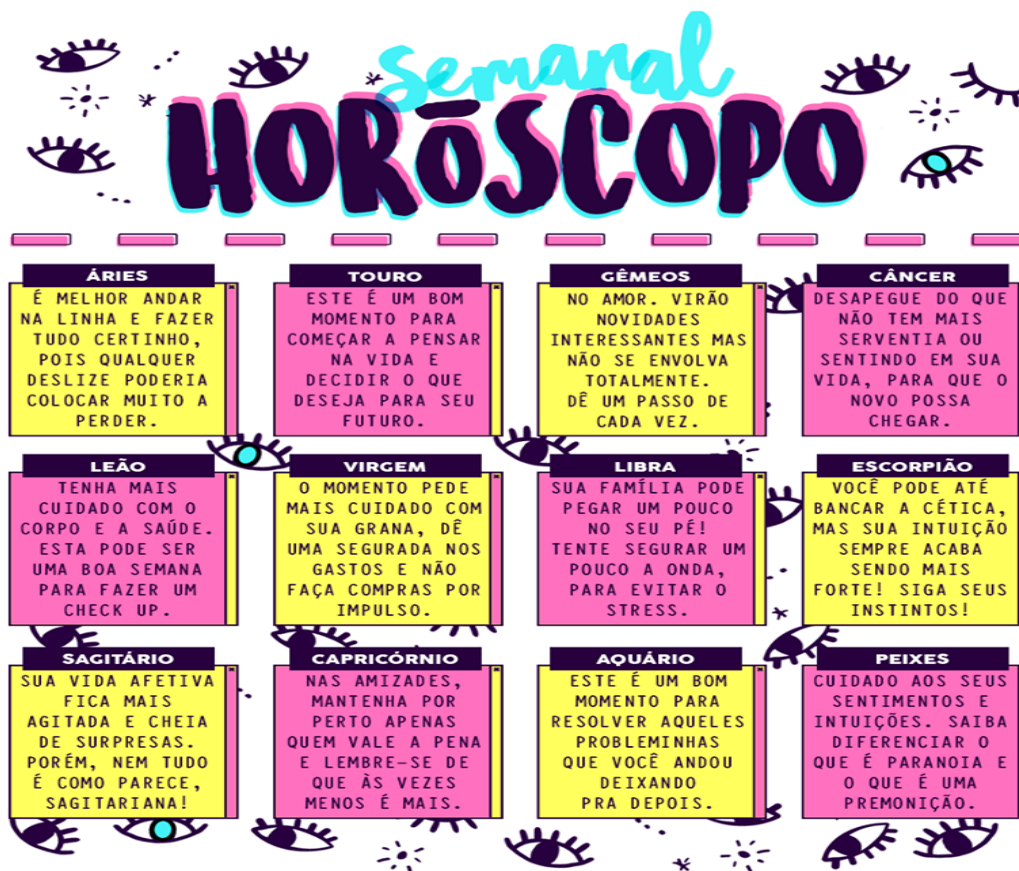 Semanal
HORÓSCOPO
ÁRIES
É MELHOR ANDAR
NA LINHA E FAZER
TUDO CERTINHO,
POIS QUALQUER
DESLIZE PODERIA
COLOCAR MUITO A
PERDER.
TOURO
ESTE É UM BOM
MOMENTO PARA
COMEÇAR A PENSAR
NA VIDA E
DECIDIR O QUE
DESEJA PARA SEU
FUTURO.
GÊMEOS
NO AMOR. VIRÃO
NOVIDADES
INTERESSANTES MAS
NÃO SE ENVOLVA
TOTALMENTE.
DÊ UM PASSO DE
CADA VEZ.
CÂNCER
DESAPEGUE DO QUE
NÃO TEM MAIS
SERVENTIA OU
SENTINDO EM SUA
VIDA, PARA QUE O
NOVO POSSA
CHEGAR.
LEÃO
TENHA MAIS
CUIDADO COM O
CORPO E A SAÚDE.
ESTA PODE SER
UMA BOA SEMANA
PARA FAZER UM
CHECK UP.
VIRGEM
O MOMENTO PEDE
MAIS CUIDADO COM
SUA GRANA, DÊ
UMA SEGURADA NOS
GASTOS E NÃO
FAÇA COMPRAS POR
IMPULSO.
LIBRA
SUA FAMÍLIA PODE
PEGAR UM POUCO
NO SEU PÉ!
TENTE SEGURAR UM
POUCO A ONDA,
PARA EVITAR O
STRESS.
ESCORPIÃO
VOCÊ PODE ATÉ
BANCAR A CÉTICA,
MAS SUA INTUIÇÃO
SEMPRE ACABA
SENDO MAIS
FORTE! SIGA SEUS
INSTINTOS!
SAGITÁRIO
SUA VIDA AFETIVA
FICA MAIS
AGITADA E CHEIA
DE SURPRESAS.
PORÉM, NEM TUDO
É COMO PARECE,
SAGITARIANA!
CAPRICÓRNIO
NAS AMIZADES,
MANTENHA POR
PERTO APENAS
QUEM VALE A PENA
E LEMBRE-SE DE
QUE ÀS VEZES
MENOS É MAIS.
AQUÁRIO
ESTE É UM BOM
MOMENTO PARA
RESOLVER AQUELES
PROBLEMINHAS
QUE VOCÊ ANDOU
DEIXANDO
PRA DEPOIS.
PEIXES
CUIDADO AOS SEUS
SENTIMENTOS E
INTUIÇÕES. SAIBA
DIFERENCIAR O
QUE É PARANOIA E
O QUE É UMA
PREMONIÇÃO.